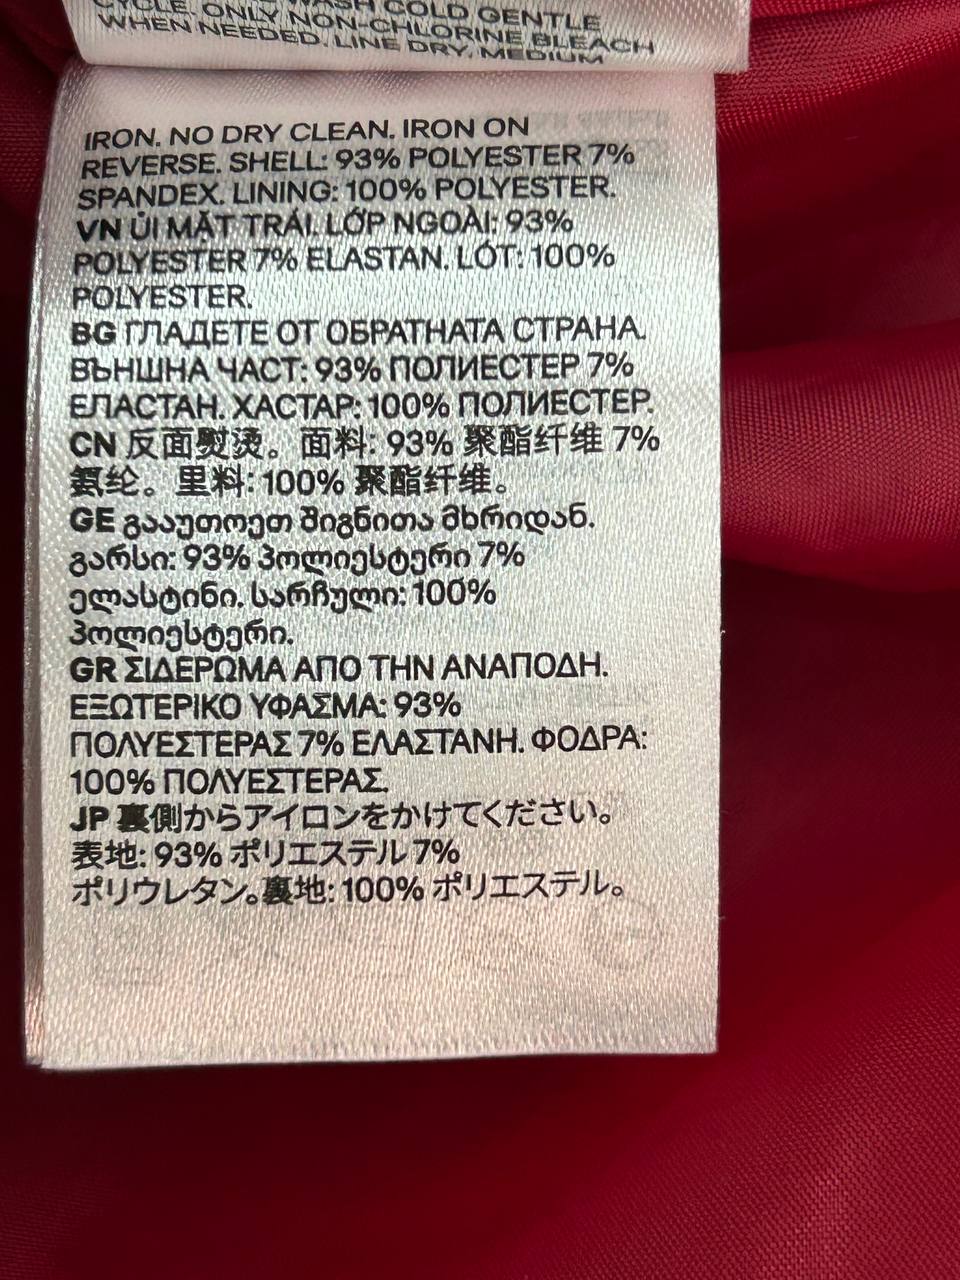 WASH COLD GENTLE
CYCLE. ONLY NON-CHLORINE BLEACH
WHEN NEEDED. LINE DRY. MEDIUM
IRON. NO DRY CLEAN. IRON ON
REVERSE. SHELL: 93% POLYESTER 7%
SPANDEX. LINING: 100% POLYESTER.
VN ỦI MẶT TRÁI. LỚP NGOÀI: 93%
POLYESTER 7% ELASTAN. LÓT: 100%
POLYESTER.
BG ГЛАДЕТЕ ОТ ОБРАТНАТА СТРАНА.
ВЪНШНА ЧАСТ: 93% ПОЛИЕСТЕР 7%
ЕЛАСТАН. ХАСТАР: 100% ПОЛИЕСТЕР.
CN 反面熨烫。面料: 93% 聚酯纤维 7%
氨纶。里料: 100% 聚酯纤维。
GE გააუთოეთ შიგნითა მხრიდან.
გარსი: 93% პოლიესტერი 7%
ელასტინი. სარჩული: 100%
პოლიესტერი.
GR ΣΙΔΕΡΩΜΑ ΑΠΟ ΤΗΝ ΑΝΑΠΟΔΗ.
ΕΞΩΤΕΡΙΚΟ ΥΦΑΣΜΑ: 93%
ΠΟΛΥΕΣΤΕΡΑΣ 7% ΕΛΑΣΤΑΝΗ. ΦΟΔΡΑ:
100% ΠΟΛΥΕΣΤΕΡΑΣ.
JP 裏側からアイロンをかけてください。
表地: 93% ポリエステル 7%
ポリウレタン。裏地: 100% ポリエステル。